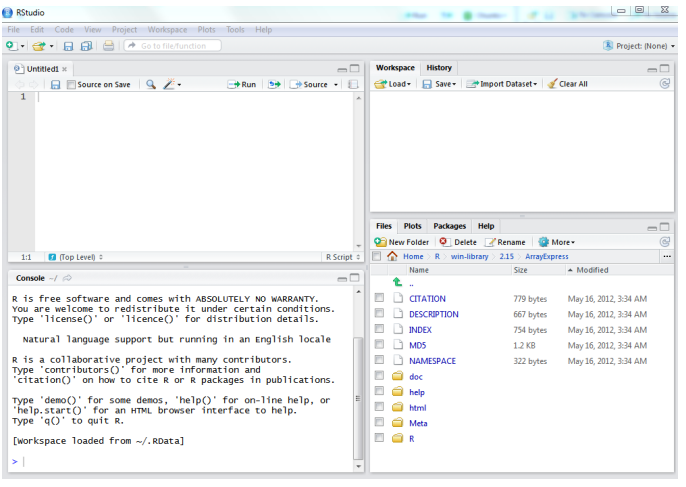 RStudio
File Edit Code View Project Workspace Plots Tools Help
Go to file/function
Project: (None)
Untitled1
Source on Save
Run
Source
1
1:1
(Top Level)
R Script
Console ~/
R is free software and comes with ABSOLUTELY NO WARRANTY.
You are welcome to redistribute it under certain conditions.
Type 'license()' or 'licence()' for distribution details.
Natural language support but running in an English locale
R is a collaborative project with many contributors.
Type 'contributors()' for more information and
'citation()' on how to cite R or R packages in publications.
Type 'demo()' for some demos, 'help()' for on-line help, or
'help.start()' for an HTML browser interface to help.
Type 'q()' to quit R.
[Workspace loaded from ~/.RData]
>
Workspace History
Load Save Import Dataset Clear All
Files Plots Packages Help
New Folder Delete Rename More
Home R win-library 2.15 ArrayExpress ...
Name Size Modified
..
CITATION 779 bytes May 16, 2012, 3:34 AM
DESCRIPTION 667 bytes May 16, 2012, 3:34 AM
INDEX 754 bytes May 16, 2012, 3:34 AM
MD5 1.2 KB May 16, 2012, 3:34 AM
NAMESPACE 322 bytes May 16, 2012, 3:34 AM
doc
help
html
Meta
R